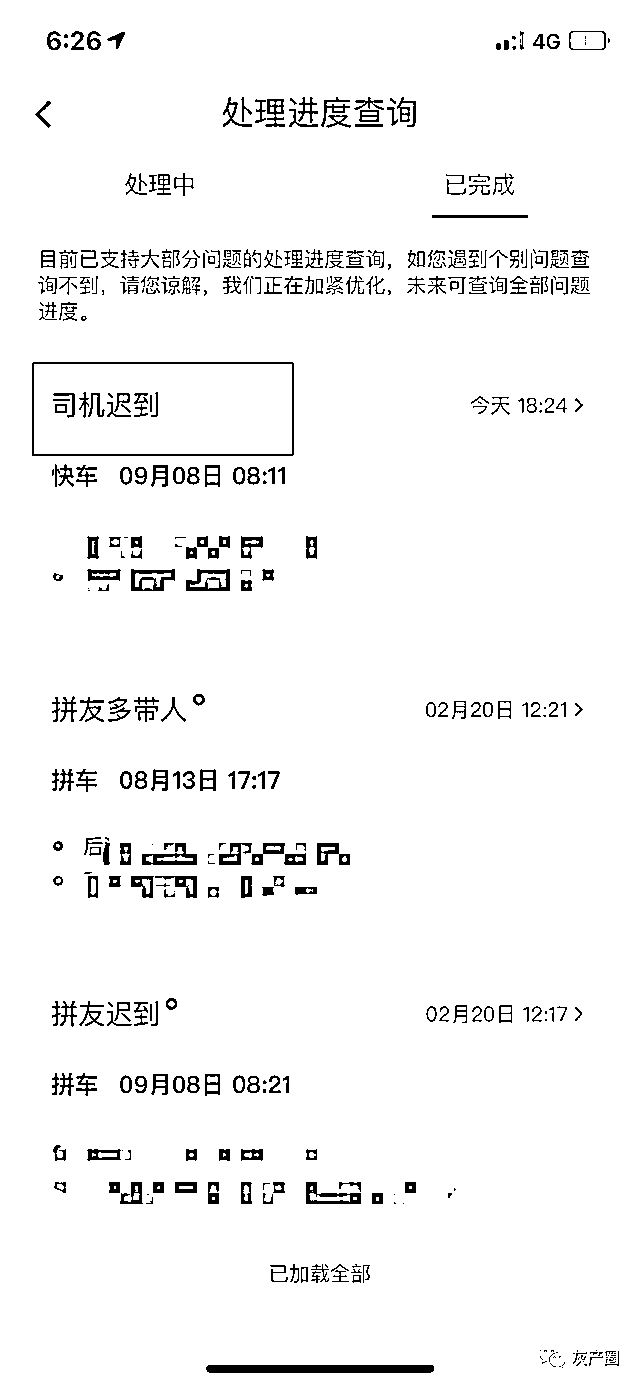 6:26
4G
处理进度查询
处理中
已完成
目前已支持大部分问题的处理进度查询，如您遇到个别问题查
询不到，请您谅解，我们正在加紧优化，未来可查询全部问题
进度。
司机迟到
今天 18:24
快车 09月08日 08:11
拼友多带人
02月20日 12:21
拼车 08月13日 17:17
后
拼友迟到
02月20日 12:17
拼车 09月08日 08:21
已加载全部
灰产圈